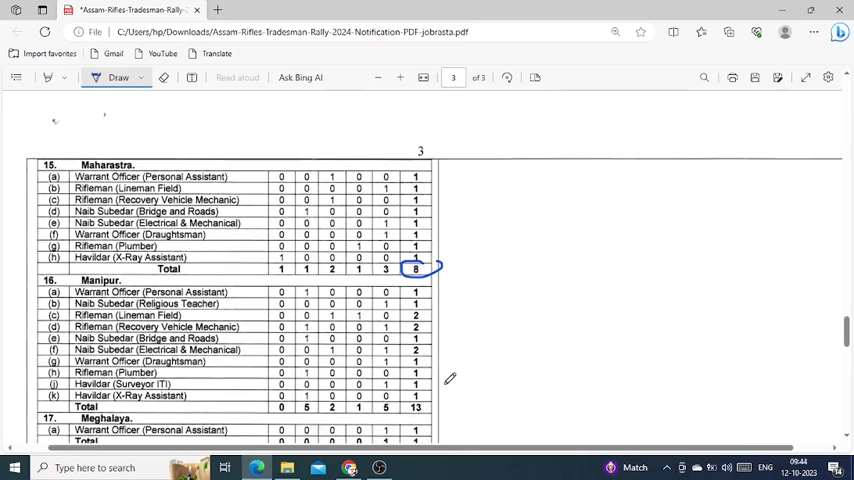 *Assam-Rifles-Tradesman-Rally-2
File C:/Users/hp/Downloads/Assam-Rifles-Tradesman-Rally-2024-Notification-PDF-jobrasta.pdf
Import favorites Gmail YouTube Translate
Draw Read aloud Ask Bing AI 3 of 3
3
15. Maharastra.
(a) Warrant Officer (Personal Assistant) 0 0 1 0 0 1
(b) Rifleman (Lineman Field) 0 0 0 0 1 1
(c) Rifleman (Recovery Vehicle Mechanic) 0 0 1 0 0 1
(d) Naib Subedar (Bridge and Roads) 0 1 0 0 0 1
(e) Naib Subedar (Electrical & Mechanical) 0 0 0 0 1 1
(f) Warrant Officer (Draughtsman) 0 0 0 0 1 1
(g) Rifleman (Plumber) 0 0 0 1 0 1
(h) Havildar (X-Ray Assistant) 1 0 0 0 0 1
Total 1 1 2 1 3 8
16. Manipur.
(a) Warrant Officer (Personal Assistant) 0 1 0 0 0 1
(b) Naib Subedar (Religious Teacher) 0 0 0 0 1 1
(c) Rifleman (Lineman Field) 0 0 1 1 0 2
(d) Rifleman (Recovery Vehicle Mechanic) 0 1 0 0 1 2
(e) Naib Subedar (Bridge and Roads) 0 1 0 0 0 1
(f) Naib Subedar (Electrical & Mechanical) 0 0 1 0 1 2
(g) Warrant Officer (Draughtsman) 0 0 0 0 1 1
(h) Rifleman (Plumber) 0 1 0 0 0 1
(j) Havildar (Surveyor ITI) 0 0 0 0 1 1
(k) Havildar (X-Ray Assistant) 0 1 0 0 0 1
Total 0 5 2 1 5 13
17. Meghalaya.
(a) Warrant Officer (Personal Assistant) 0 0 0 0 1 1
Total 0 0 0 0 1 1
Type here to search Match ENG 09:44
12-10-2023 14